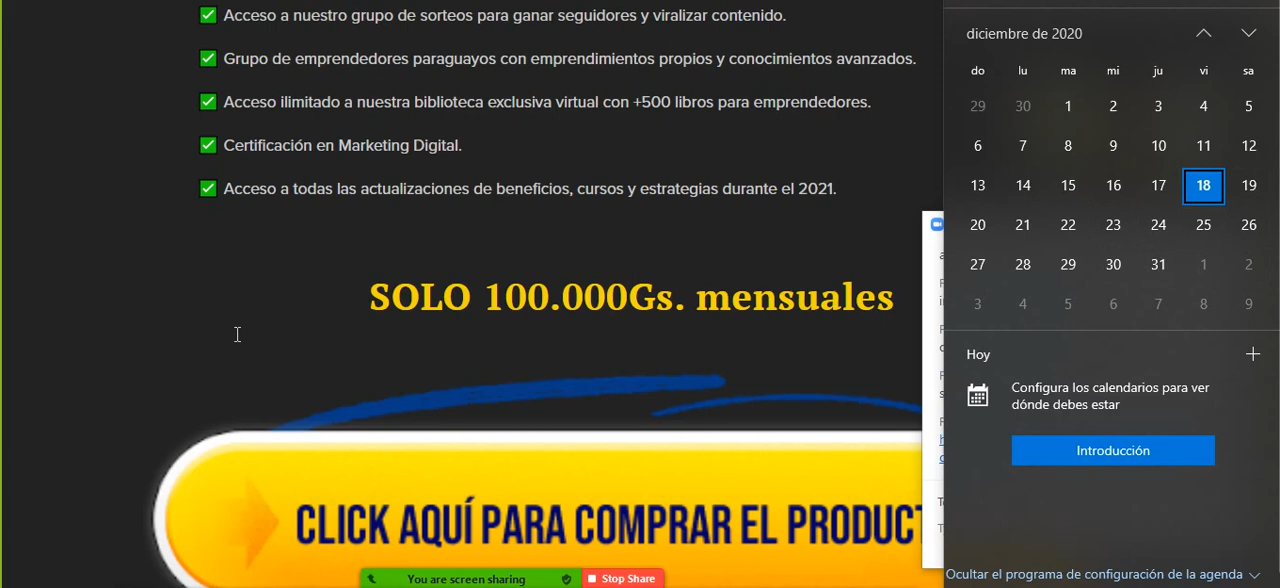 Acceso a nuestro grupo de sorteos para ganar seguidores y viralizar contenido.
Grupo de emprendedores paraguayos con emprendimientos propios y conocimientos avanzados.
Acceso ilimitado a nuestra biblioteca exclusiva virtual con +500 libros para emprendedores.
Certificación en Marketing Digital.
Acceso a todas las actualizaciones de beneficios, cursos y estrategias durante el 2021.
SOLO 100.000Gs. mensuales
CLICK AQUÍ PARA COMPRAR EL PRODUCT
You are screen sharing
Stop Share
diciembre de 2020
do lu ma mi ju vi sa
29 30 1 2 3 4 5
6 7 8 9 10 11 12
13 14 15 16 17 18 19
20 21 22 23 24 25 26
27 28 29 30 31 1 2
3 4 5 6 7 8 9
Hoy
Configura los calendarios para ver
dónde debes estar
Introducción
Ocultar el programa de configuración de la agenda